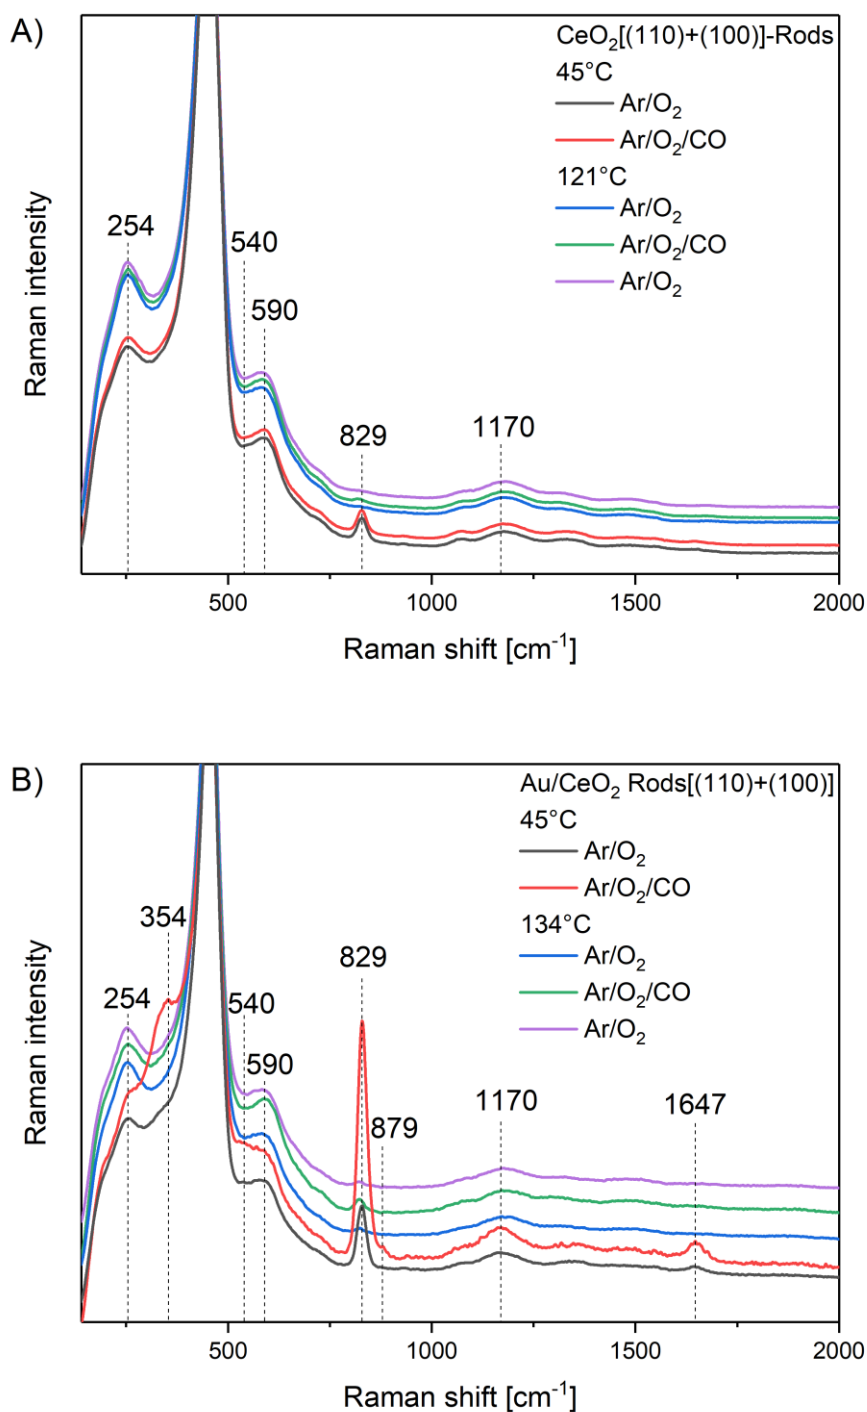 A)
CeO₂[(110)+(100)]-Rods
45°C
Ar/O₂
Ar/O₂/CO
121°C
Ar/O₂
Ar/O₂/CO
Ar/O₂
254
540
590
829
1170
Raman intensity
500
1000
1500
2000
Raman shift [cm⁻¹]
B)
Au/CeO₂ Rods[(110)+(100)]
45°C
Ar/O₂
Ar/O₂/CO
134°C
Ar/O₂
Ar/O₂/CO
Ar/O₂
354
254
540
590
829
879
1170
1647
Raman intensity
500
1000
1500
2000
Raman shift [cm⁻¹]